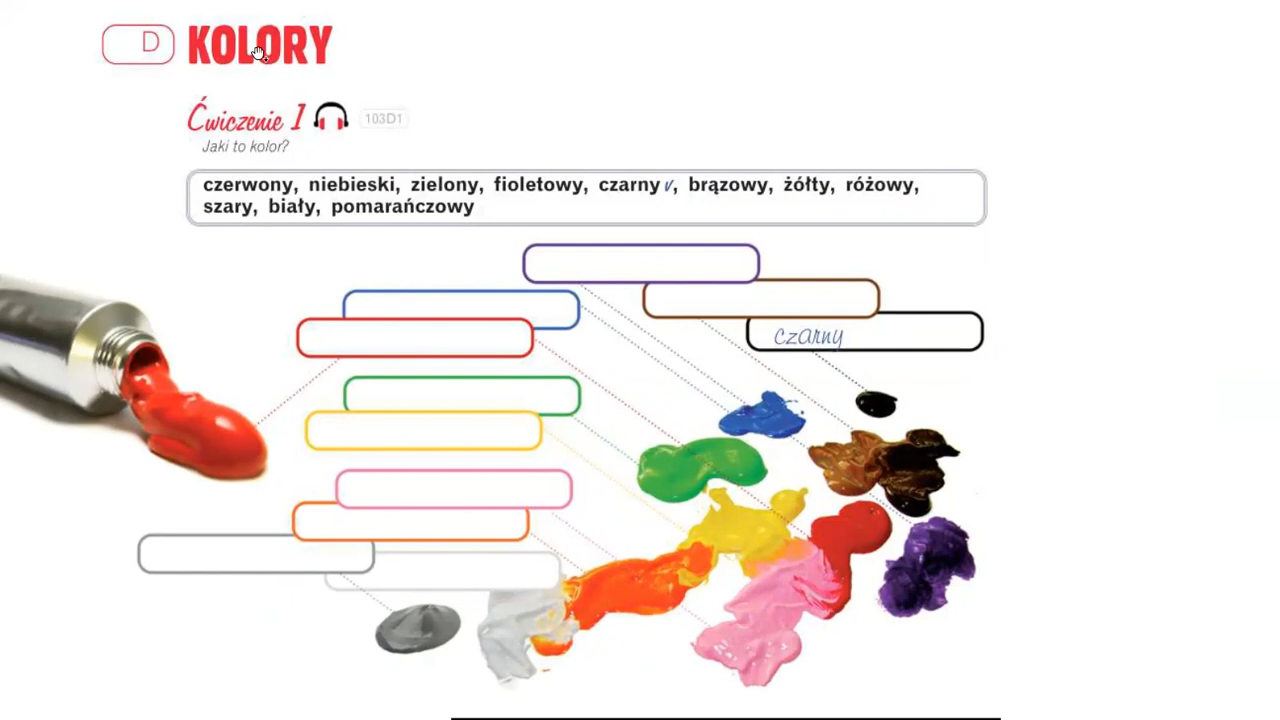 D KOLORY
Ćwiczenie 1 103D1
Jaki to kolor?
czerwony, niebieski, zielony, fioletowy, czarny v, brązowy, żółty, różowy,
szary, biały, pomarańczowy
czarny